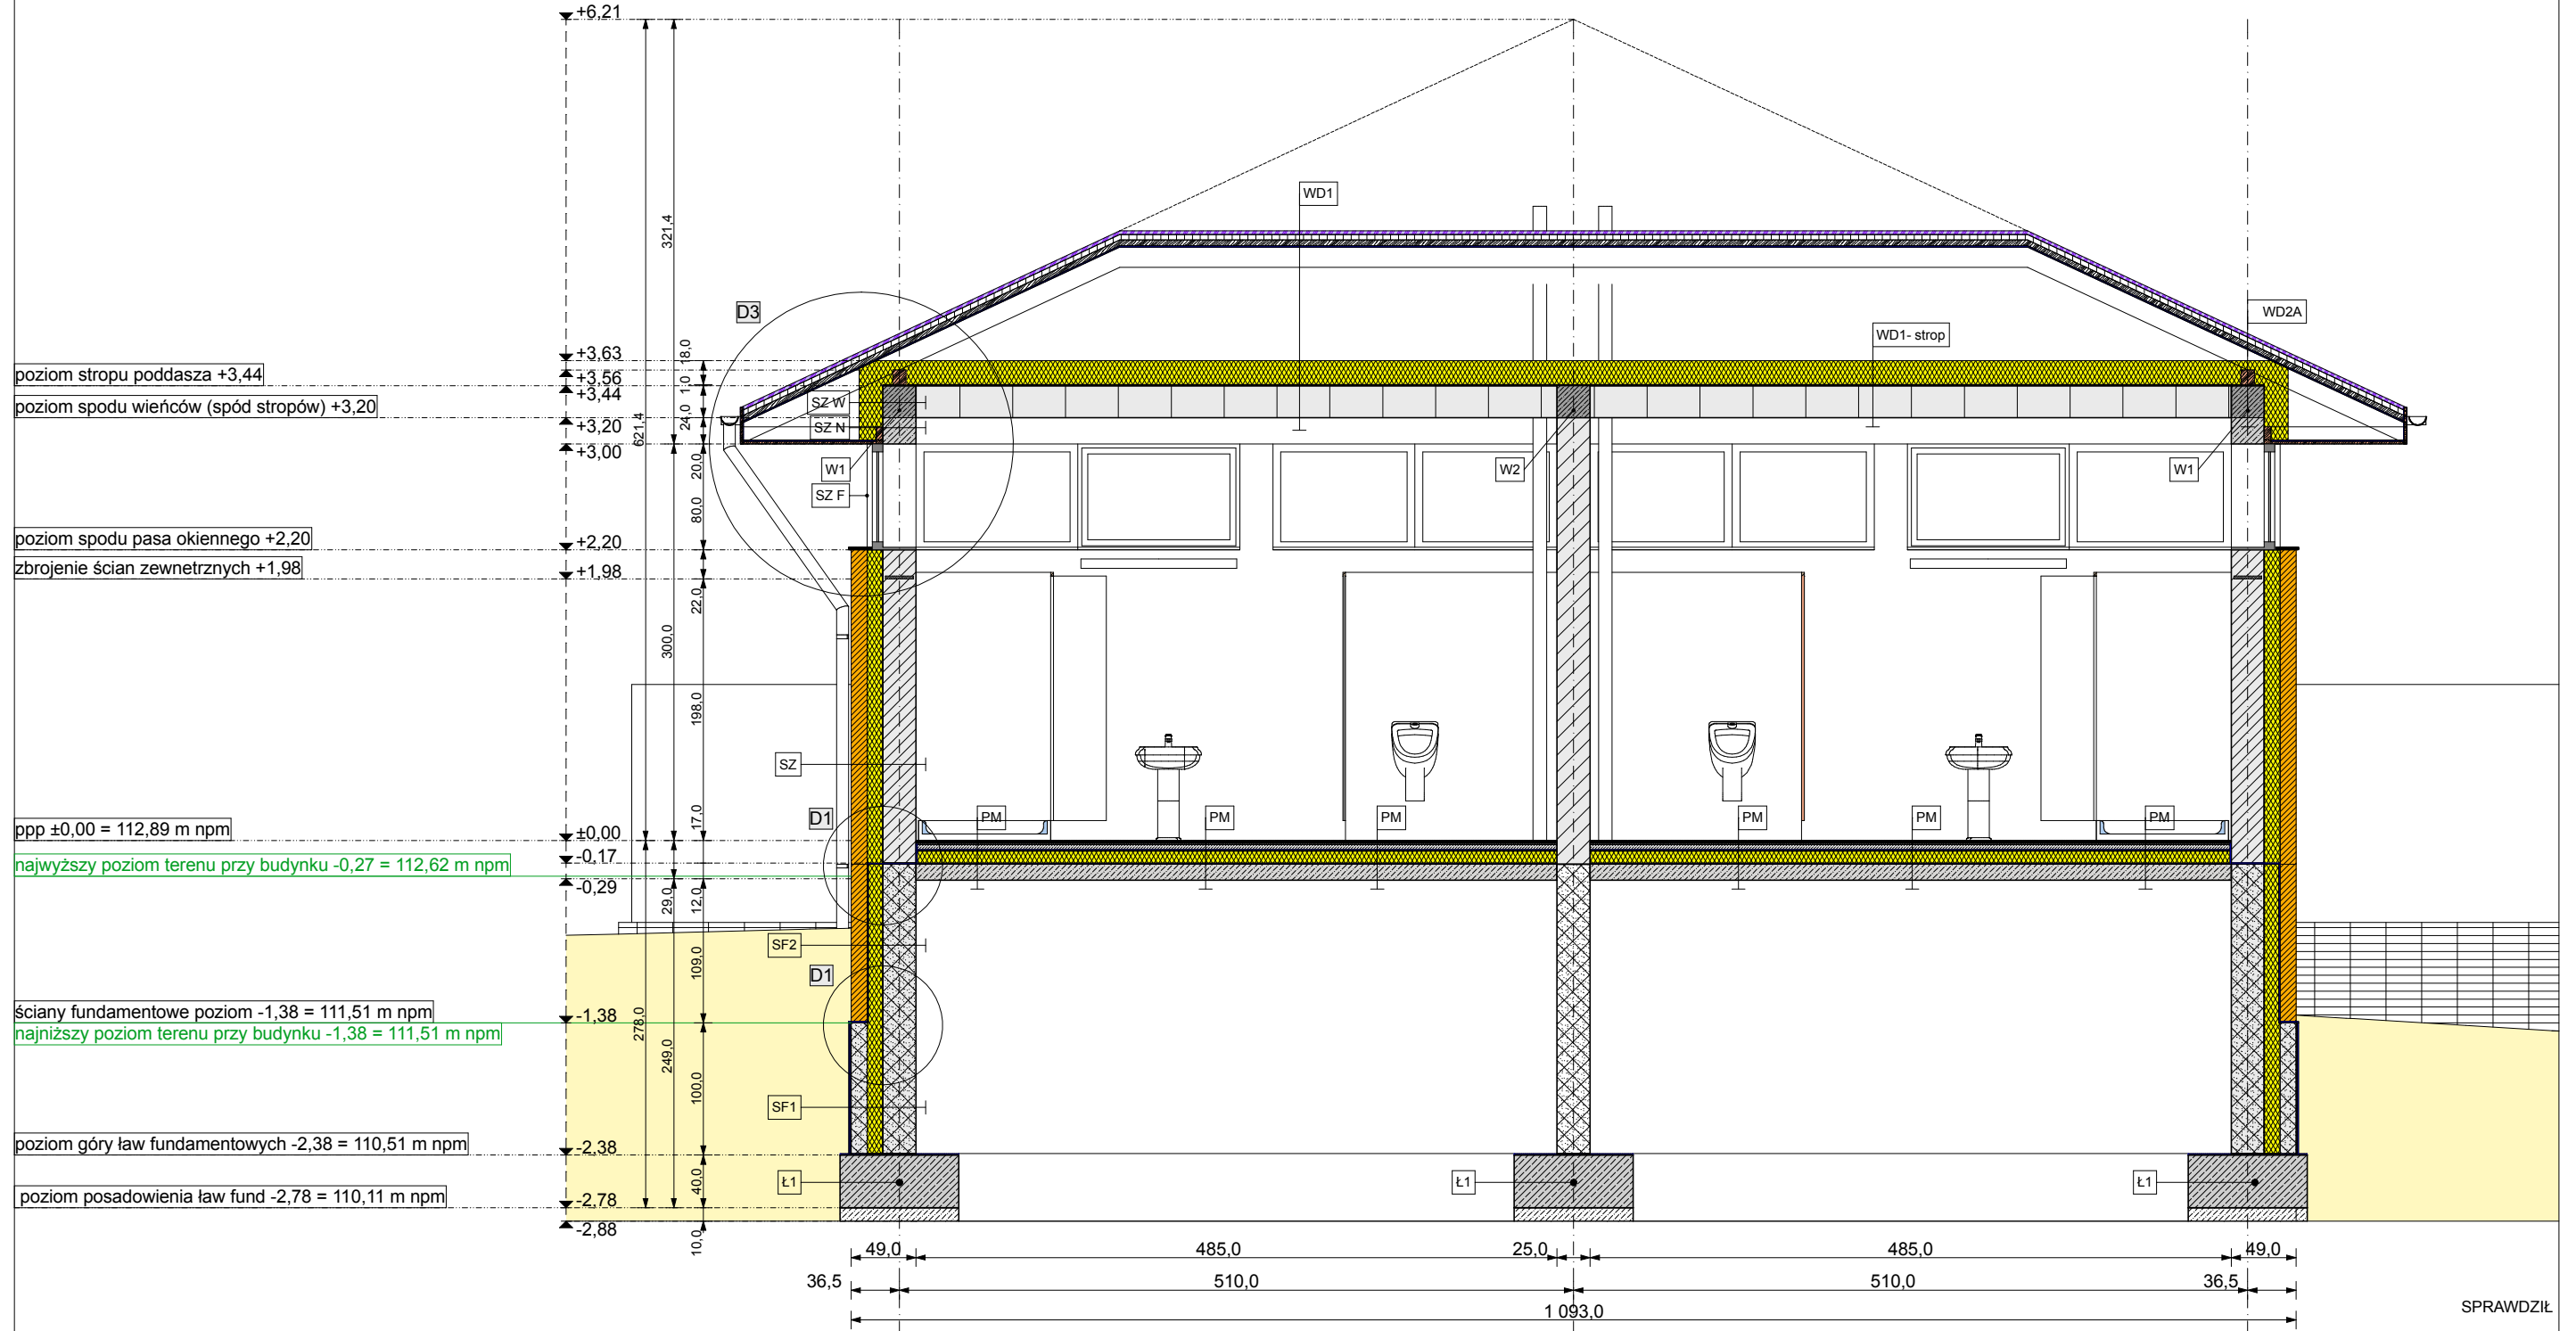 +6,21
WD1
321,4
D3
WD2A
WD1- strop
+3,63
18,0
poziom stropu poddasza +3,44
+3,56
1,0
+3,44
poziom spodu wieńców (spód stropów) +3,20
SZ W
24,0
+3,20
SZ N
621,4
+3,00
20,0
W1
W2
W1
SZ F
80,0
poziom spodu pasa okiennego +2,20
+2,20
zbrojenie ścian zewnetrznych +1,98
+1,98
22,0
300,0
198,0
SZ
17,0
D1
PM
PM
PM
PM
PM
PM
ppp ±0,00 = 112,89 m npm
±0,00
-0,17
najwyższy poziom terenu przy budynku -0,27 = 112,62 m npm
-0,29
29,0
12,0
SF2
109,0
D1
ściany fundamentowe poziom -1,38 = 111,51 m npm
-1,38
najniższy poziom terenu przy budynku -1,38 = 111,51 m npm
278,0
249,0
100,0
SF1
poziom góry ław fundamentowych -2,38 = 110,51 m npm
-2,38
40,0
Ł1
Ł1
Ł1
poziom posadowienia ław fund -2,78 = 110,11 m npm
-2,78
-2,88
10,0
49,0
485,0
25,0
485,0
49,0
36,5
510,0
510,0
36,5
1 093,0
SPRAWDZIŁ